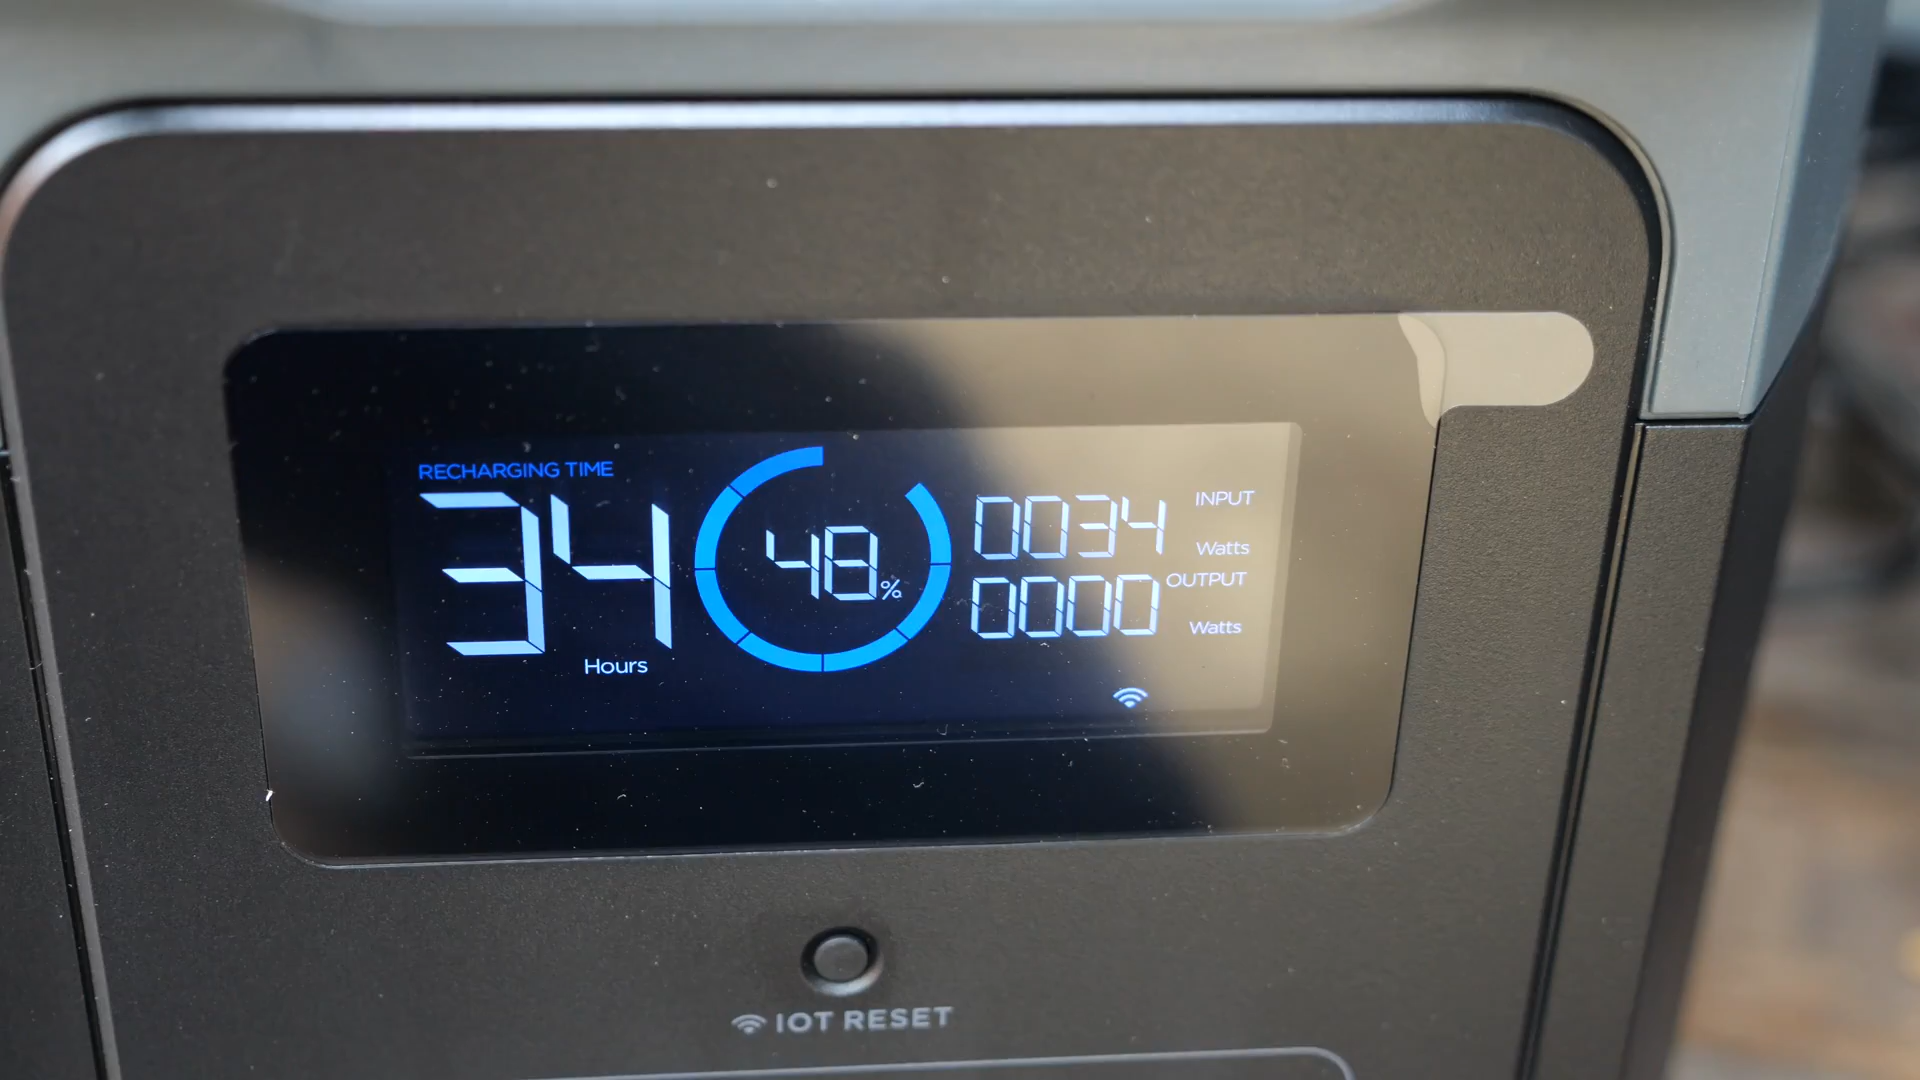 RECHARGING TIME
34
Hours
48%
0034 INPUT
Watts
0000 OUTPUT
Watts
IOT RESET